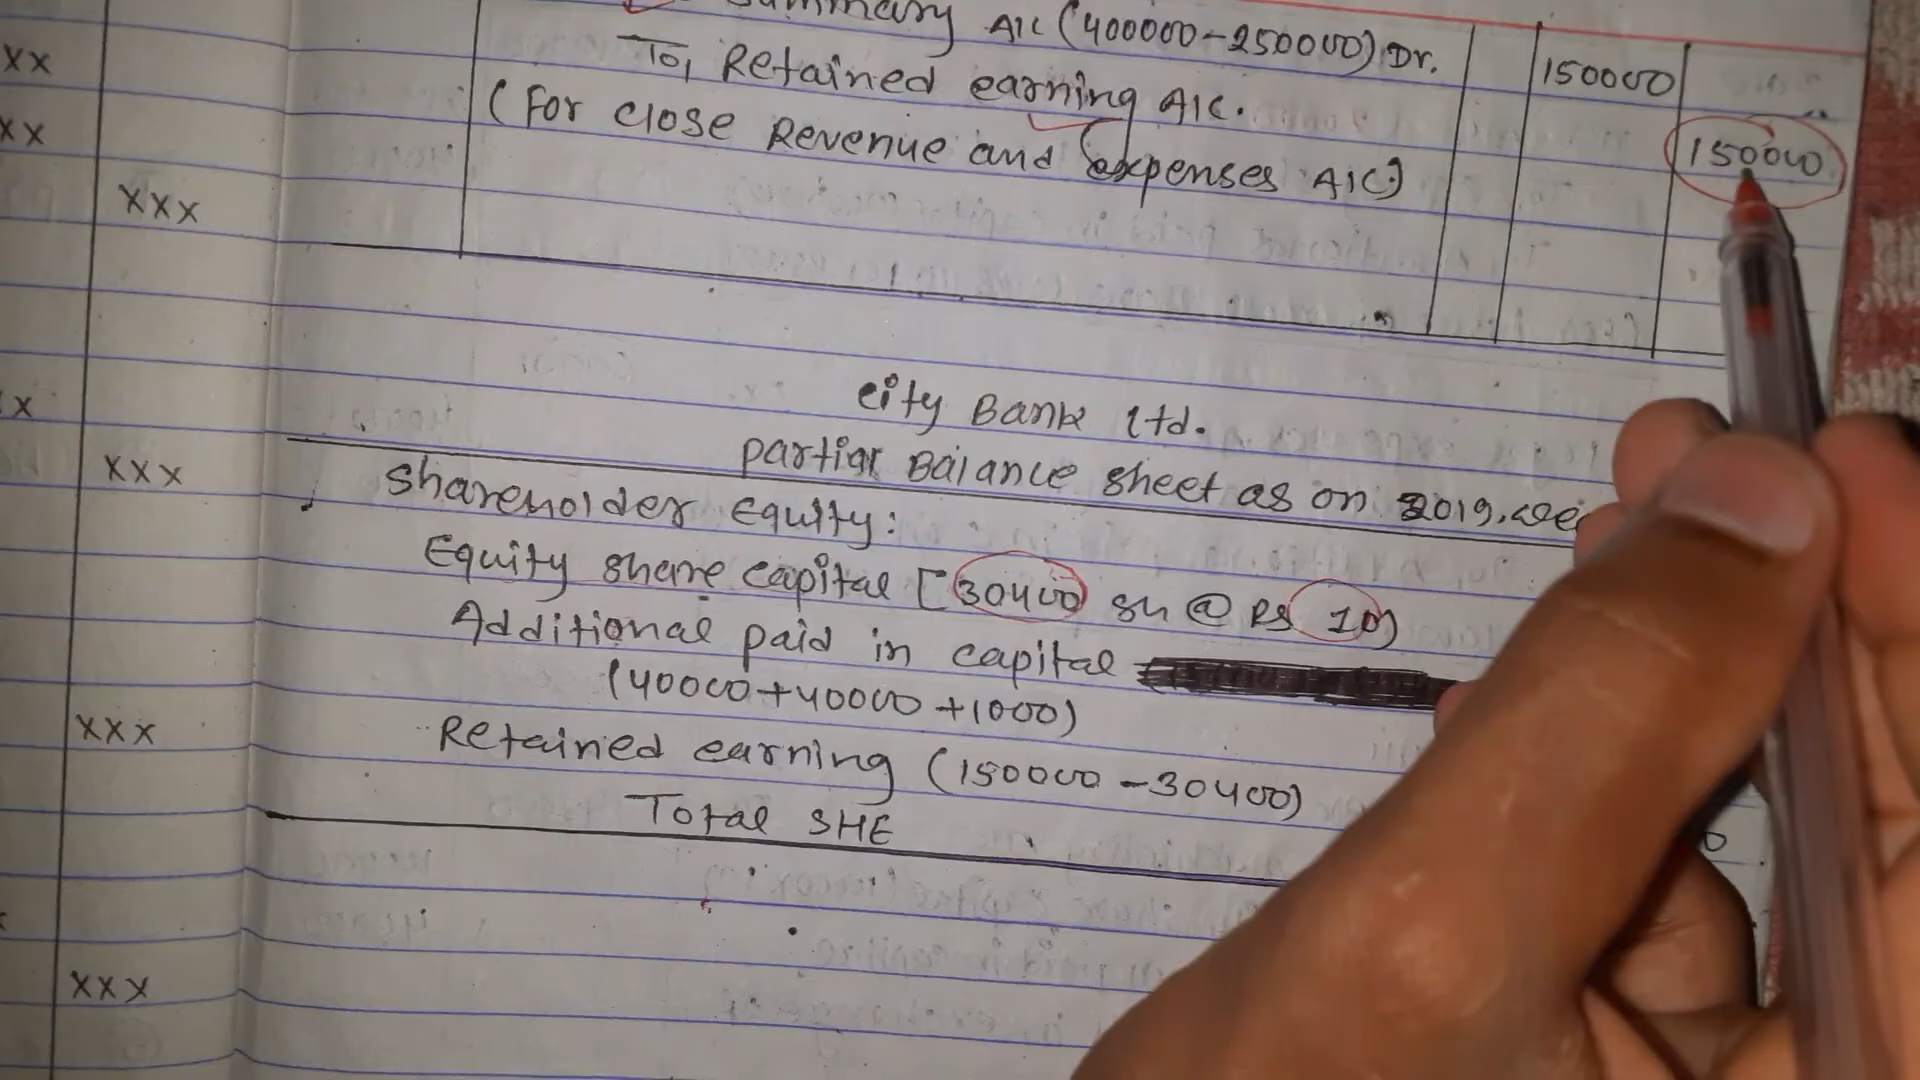 xx
xx
xxx
x
xxx
xxx
xxx
Summary A/C (400000-250000) Dr.
150000
To, Retained earning A/C.
150000
(For close Revenue and expenses A/C)
City Bank Ltd.
Partial Balance sheet as on 2019.
Shareholder Equity:
Equity share capital [30400 sh @ Rs 10)
Additional paid in capital
(40000+40000+1000)
Retained earning (150000-30400)
Total SHE